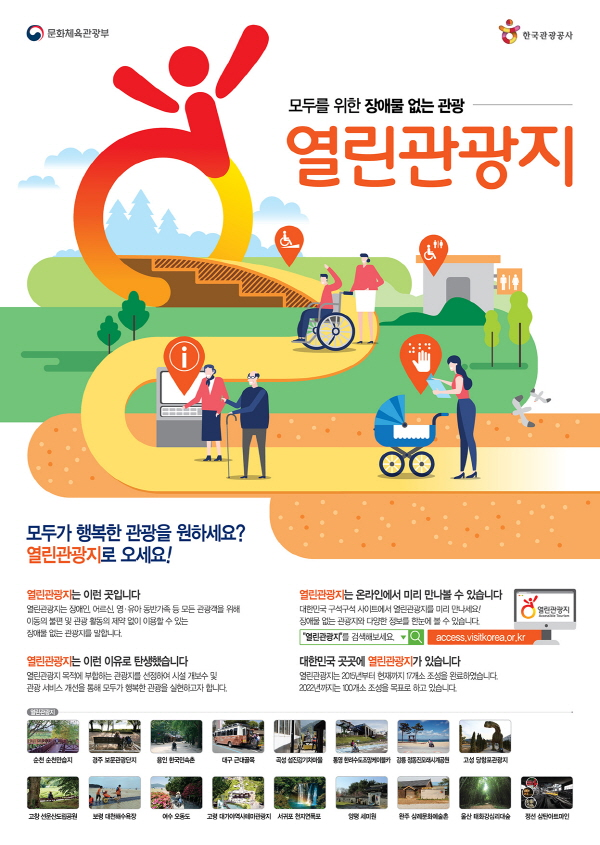 문화체육관광부
한국관광공사
모두를 위한 장애물 없는 관광
열린관광지
모두가 행복한 관광을 원하세요?
열린관광지로 오세요!
열린관광지는 이런 곳입니다
열린관광지는 장애인, 어르신, 영·유아 동반가족 등 모든 관광객을 위해
이동의 불편 및 관광 활동의 제약 없이 이용할 수 있는
장애물 없는 관광지를 말합니다.
열린관광지는 이런 이유로 탄생했습니다
열린관광지 목적에 부합하는 관광지를 선정하여 시설 개보수 및
관광 서비스 개선을 통해 모두가 행복한 관광을 실현하고자 합니다.
열린관광지는 온라인에서 미리 만나볼 수 있습니다
대한민국 구석구석 사이트에서 열린관광지를 미리 만나세요!
장애물 없는 관광지와 다양한 정보를 한눈에 볼 수 있습니다.
"열린관광지"를 검색해보세요.
access.visitkorea.or.kr
열린관광지
Accessible Tourism
대한민국 곳곳에 열린관광지가 있습니다
열린관광지는 2015년부터 현재까지 17개소 조성을 완료하였습니다.
2022년까지는 100개소 조성을 목표로 하고 있습니다.
열린관광지
순천 순천만습지
경주 보문관광단지
용인 한국민속촌
대구 근대골목
곡성 섬진강기차마을
통영 한려수도조망케이블카
강릉 정동진모래시계공원
고성 당항포관광지
고창 선운산도립공원
보령 대천해수욕장
여수 오동도
고령 대가야역사테마관광지
서귀포 천지연폭포
양평 세미원
완주 삼례문화예술촌
울산 태화강십리대숲
정선 삼탄아트마인